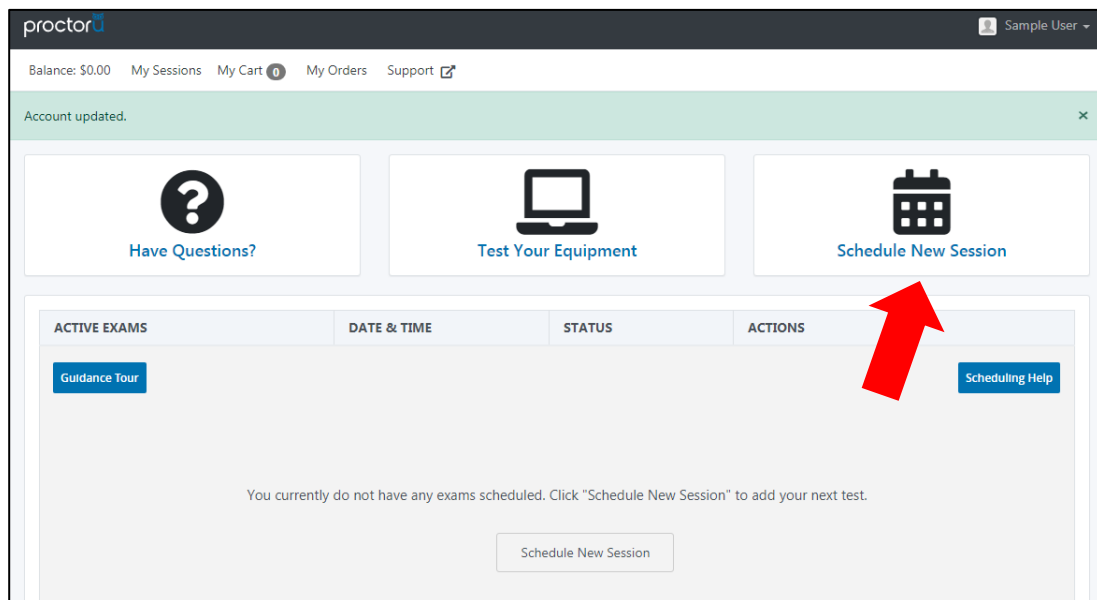 proctoru
Sample User
Balance: $0.00 My Sessions My Cart 0 My Orders Support
Account updated. ×
Have Questions? Test Your Equipment Schedule New Session
ACTIVE EXAMS DATE & TIME STATUS ACTIONS
Guidance Tour Scheduling Help
You currently do not have any exams scheduled. Click "Schedule New Session" to add your next test.
Schedule New Session